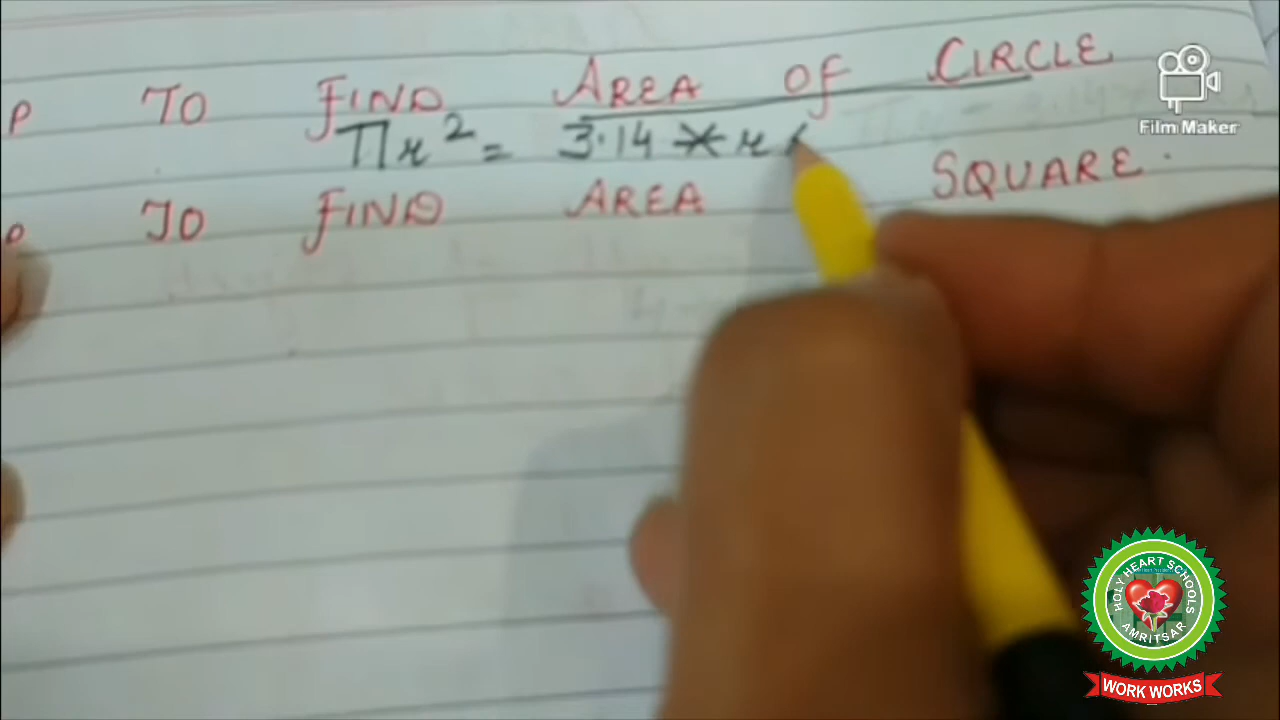 P TO FIND AREA OF CIRCLE
πr² = 3.14 * r
P TO FIND AREA SQUARE.
Film Maker
HOLY HEART SCHOOLS
AMRITSAR
WORK WORKS